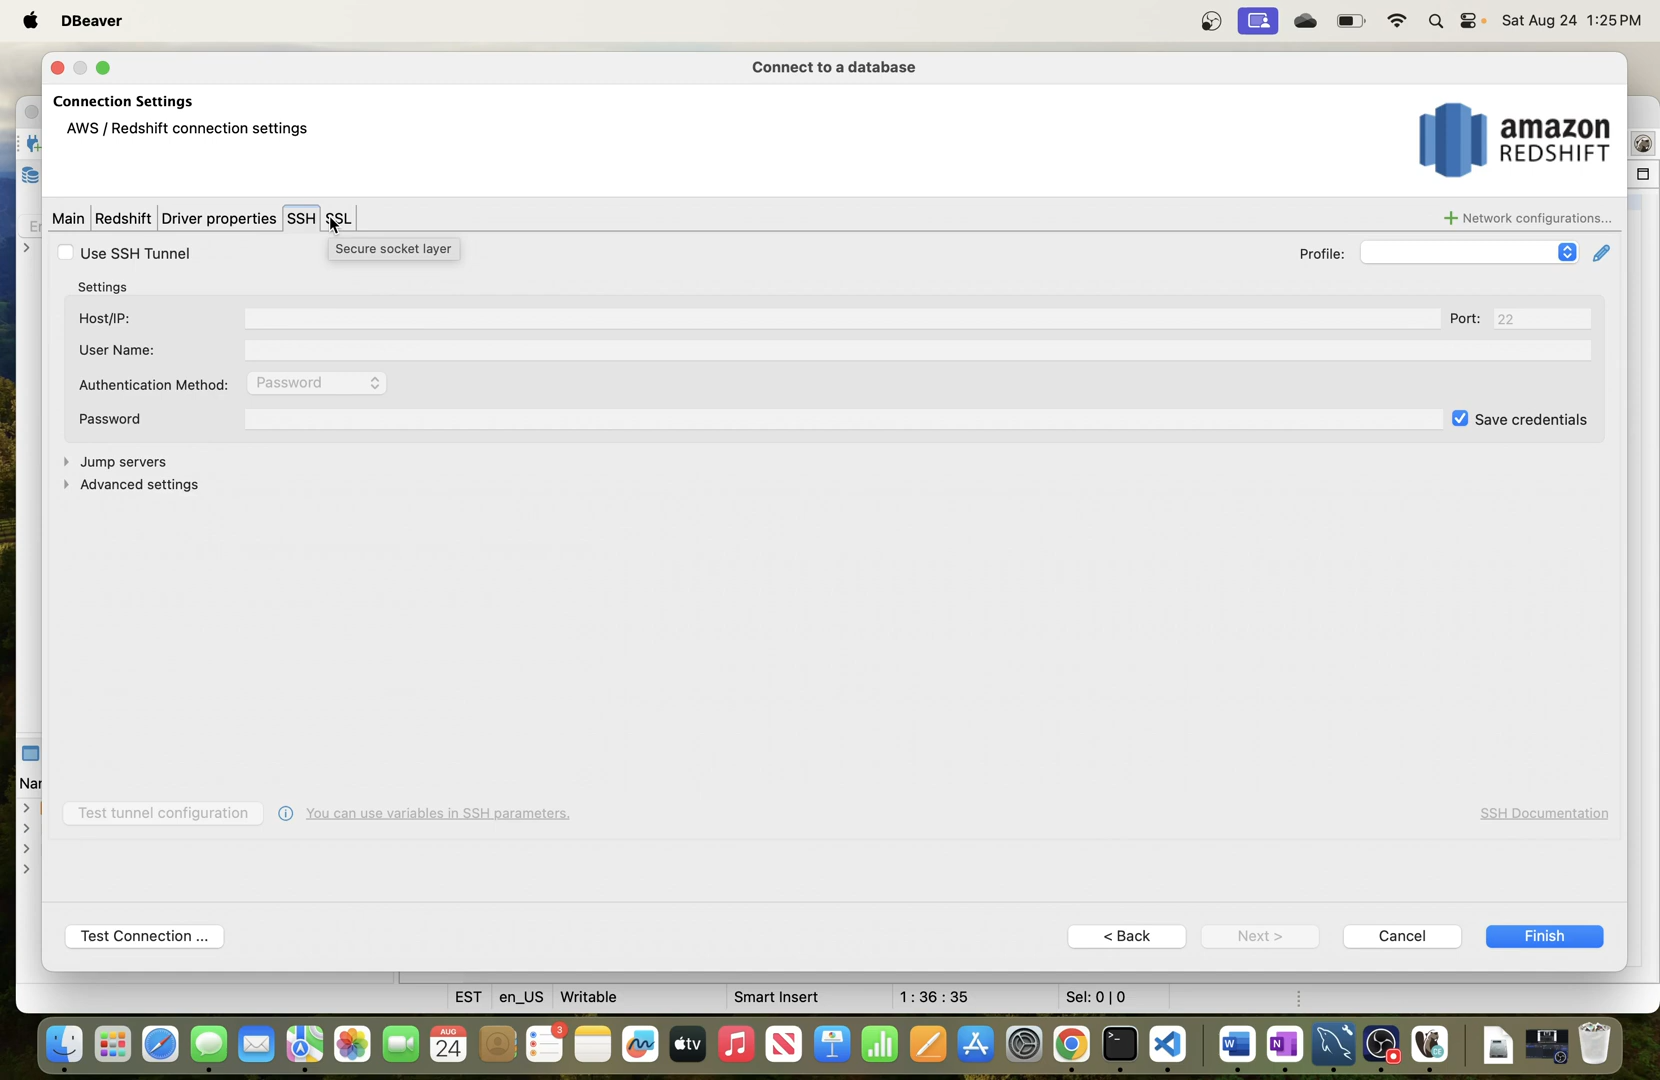 DBeaver
Sat Aug 24 1:25 PM
Connect to a database
Connection Settings
AWS / Redshift connection settings
amazon
REDSHIFT
Main Redshift Driver properties SSH SSL
Network configurations...
Secure socket layer
Use SSH Tunnel
Profile:
Settings
Host/IP:
Port: 22
User Name:
Authentication Method: Password
Password
Save credentials
Jump servers
Advanced settings
Test tunnel configuration
You can use variables in SSH parameters.
SSH Documentation
Test Connection ...
< Back
Next >
Cancel
Finish
EST en_US Writable Smart Insert 1 : 36 : 35 Sel: 0 | 0
AUG
24
3
tv